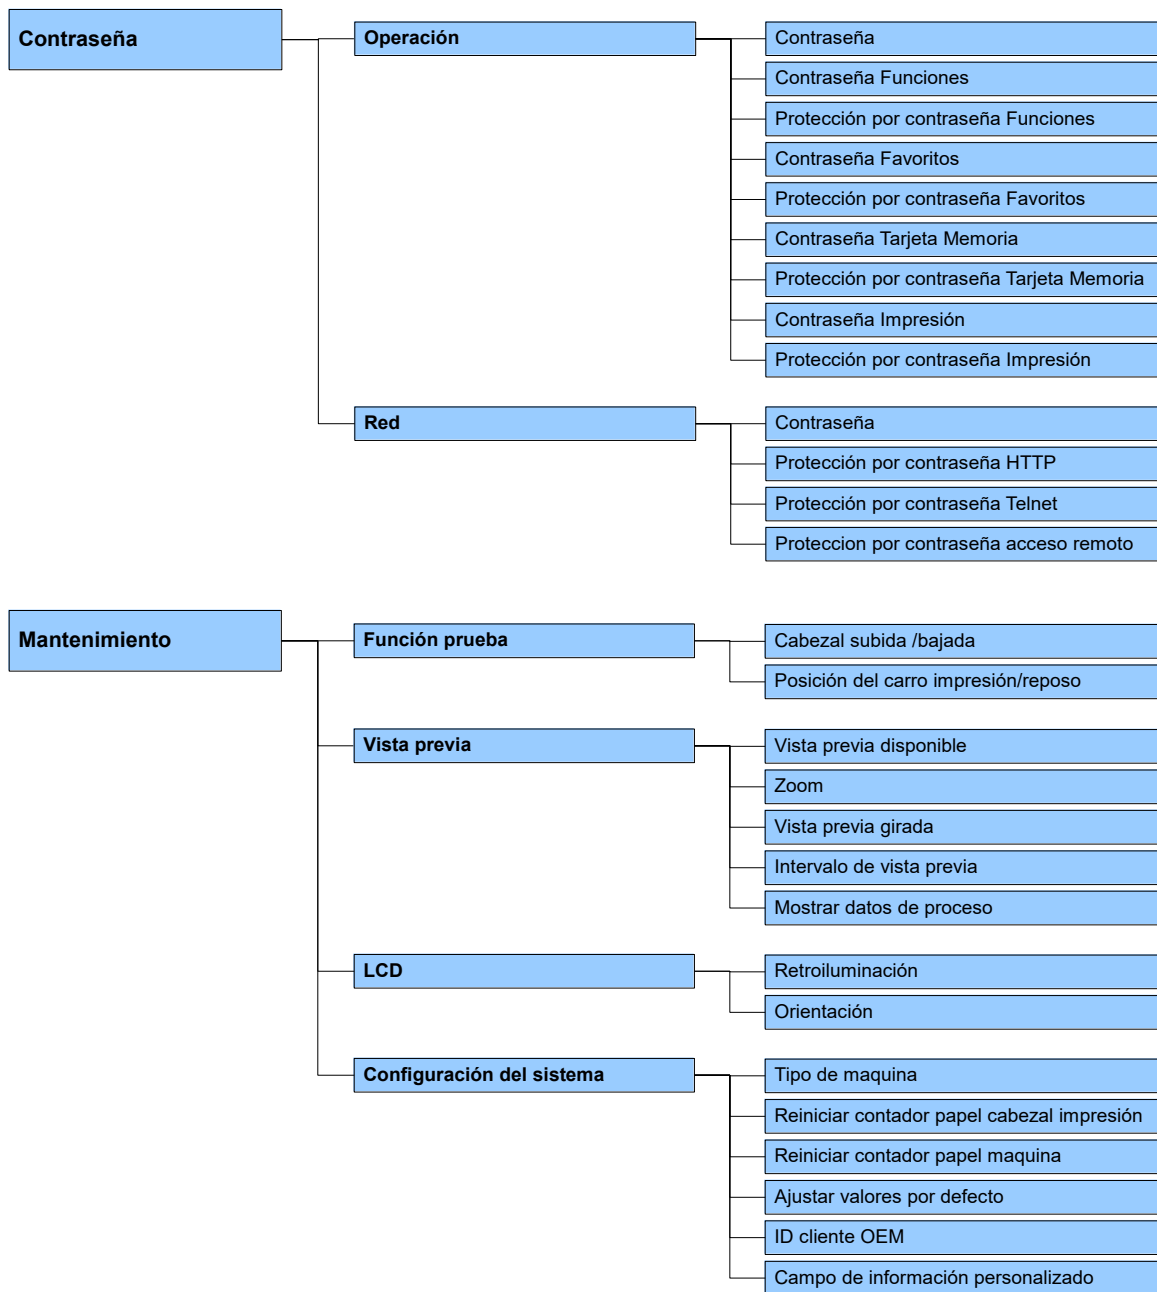 Contraseña
Operación
Contraseña
Contraseña Funciones
Protección por contraseña Funciones
Contraseña Favoritos
Protección por contraseña Favoritos
Contraseña Tarjeta Memoria
Protección por contraseña Tarjeta Memoria
Contraseña Impresión
Protección por contraseña Impresión
Red
Contraseña
Protección por contraseña HTTP
Protección por contraseña Telnet
Proteccion por contraseña acceso remoto
Mantenimiento
Función prueba
Cabezal subida /bajada
Posición del carro impresión/reposo
Vista previa
Vista previa disponible
Zoom
Vista previa girada
Intervalo de vista previa
Mostrar datos de proceso
LCD
Retroiluminación
Orientación
Configuración del sistema
Tipo de maquina
Reiniciar contador papel cabezal impresión
Reiniciar contador papel maquina
Ajustar valores por defecto
ID cliente OEM
Campo de información personalizado